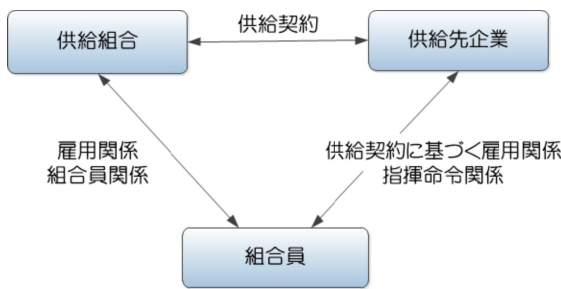 供給契約
供給組合
供給先企業
雇用関係
組合員関係
供給契約に基づく雇用関係
指揮命令関係
組合員